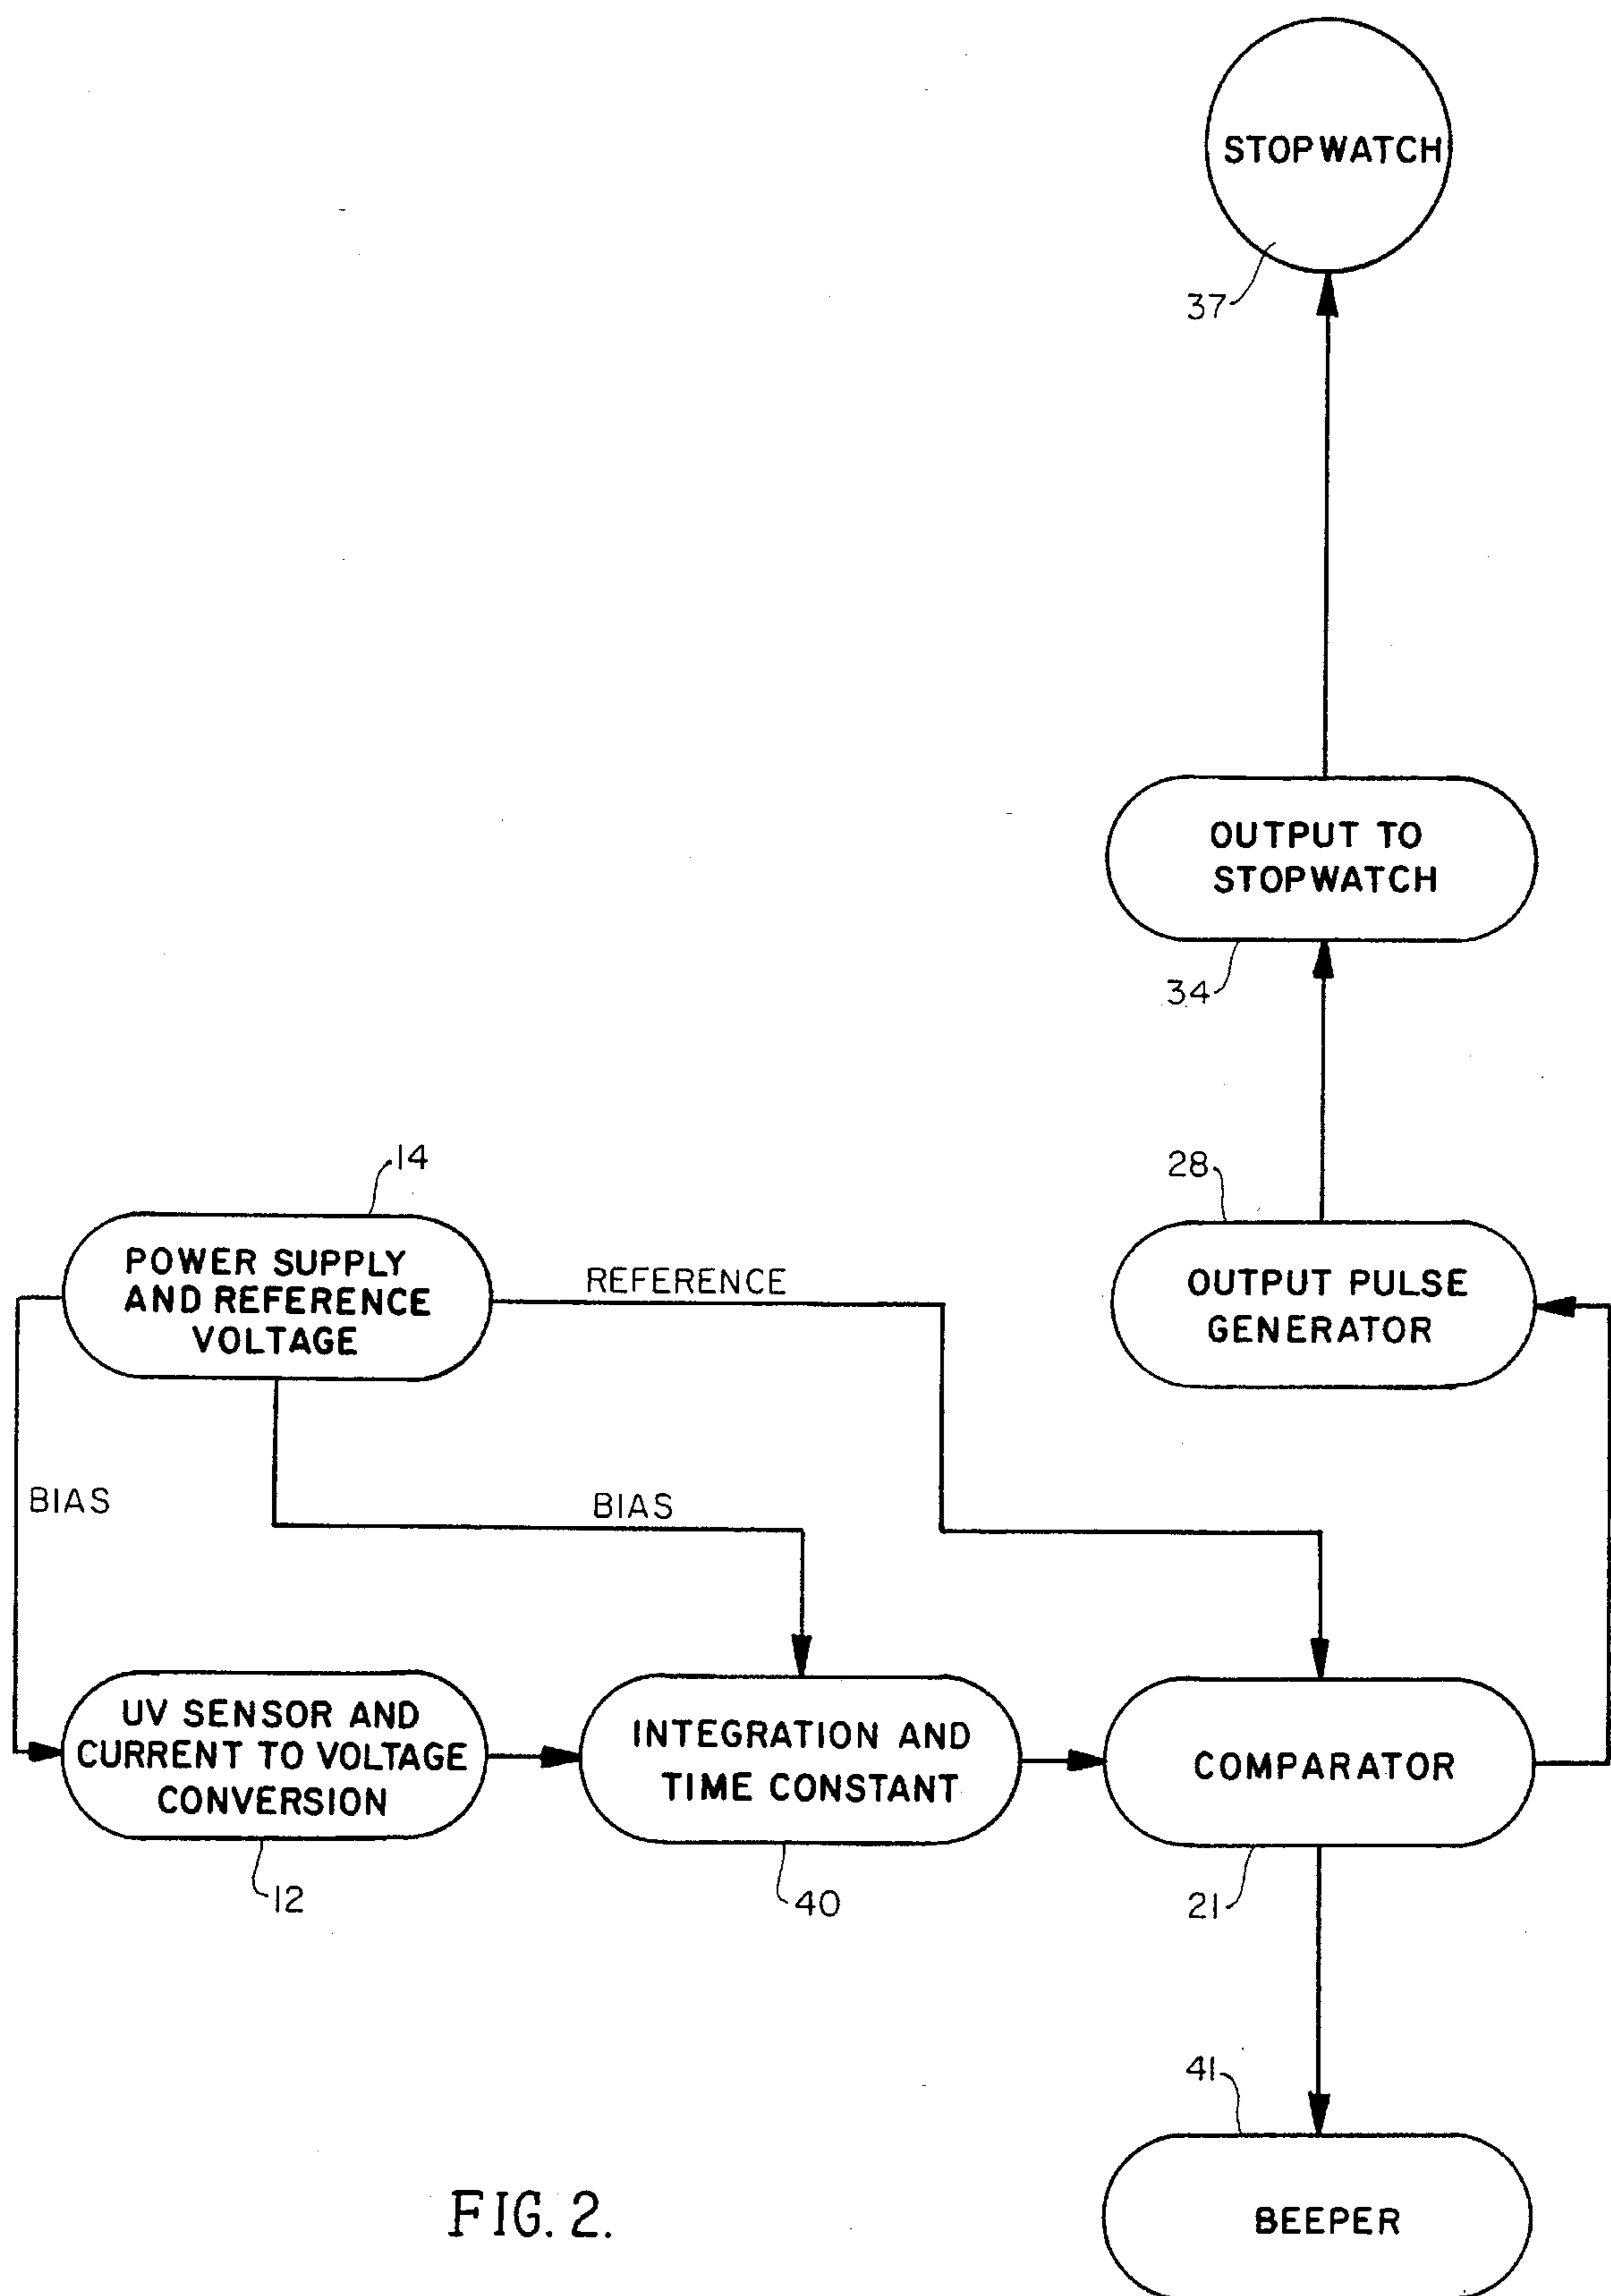 STOPWATCH
37
OUTPUT TO
STOPWATCH
34
14
28
POWER SUPPLY
AND REFERENCE
VOLTAGE
REFERENCE
OUTPUT PULSE
GENERATOR
BIAS
BIAS
UV SENSOR AND
CURRENT TO VOLTAGE
CONVERSION
INTEGRATION AND
TIME CONSTANT
COMPARATOR
12
40
21
41
BEEPER
FIG. 2.